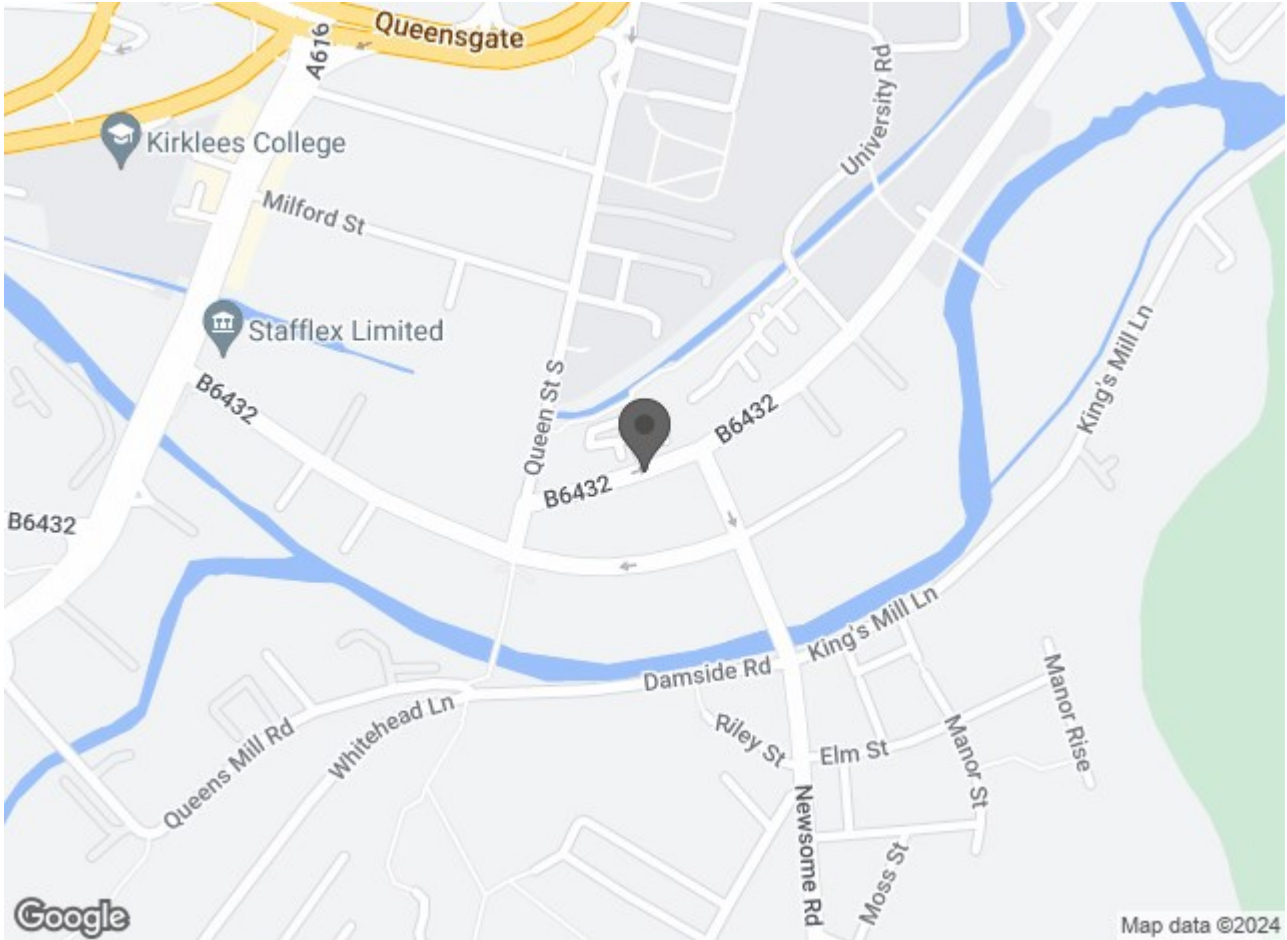 Queensgate
A616
University Rd
Kirklees College
Milford St
Stafflex Limited
King's Mill Ln
Queen St S
B6432
B6432
B6432
B6432
King's Mill Ln
Damside Rd
Manor Rise
Whitehead Ln
Queens Mill Rd
Riley St
Elm St
Manor St
Newsome Rd
Moss St
Google
Map data ©2024